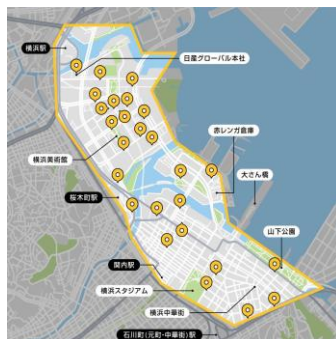 横浜駅
日産グローバル本社
赤レンガ倉庫
大さん橋
横浜美術館
桜木町駅
山下公園
関内駅
横浜スタジアム
横浜中華街
石川町(元町・中華街)駅